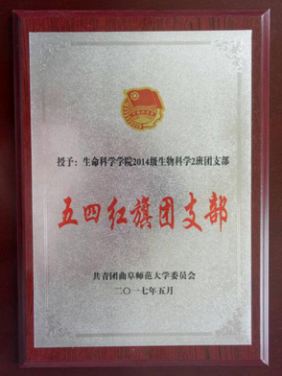 授予：生命科学学院2014级生物科学2班团支部
五四红旗团支部
共青团曲阜师范大学委员会
二〇一七年五月